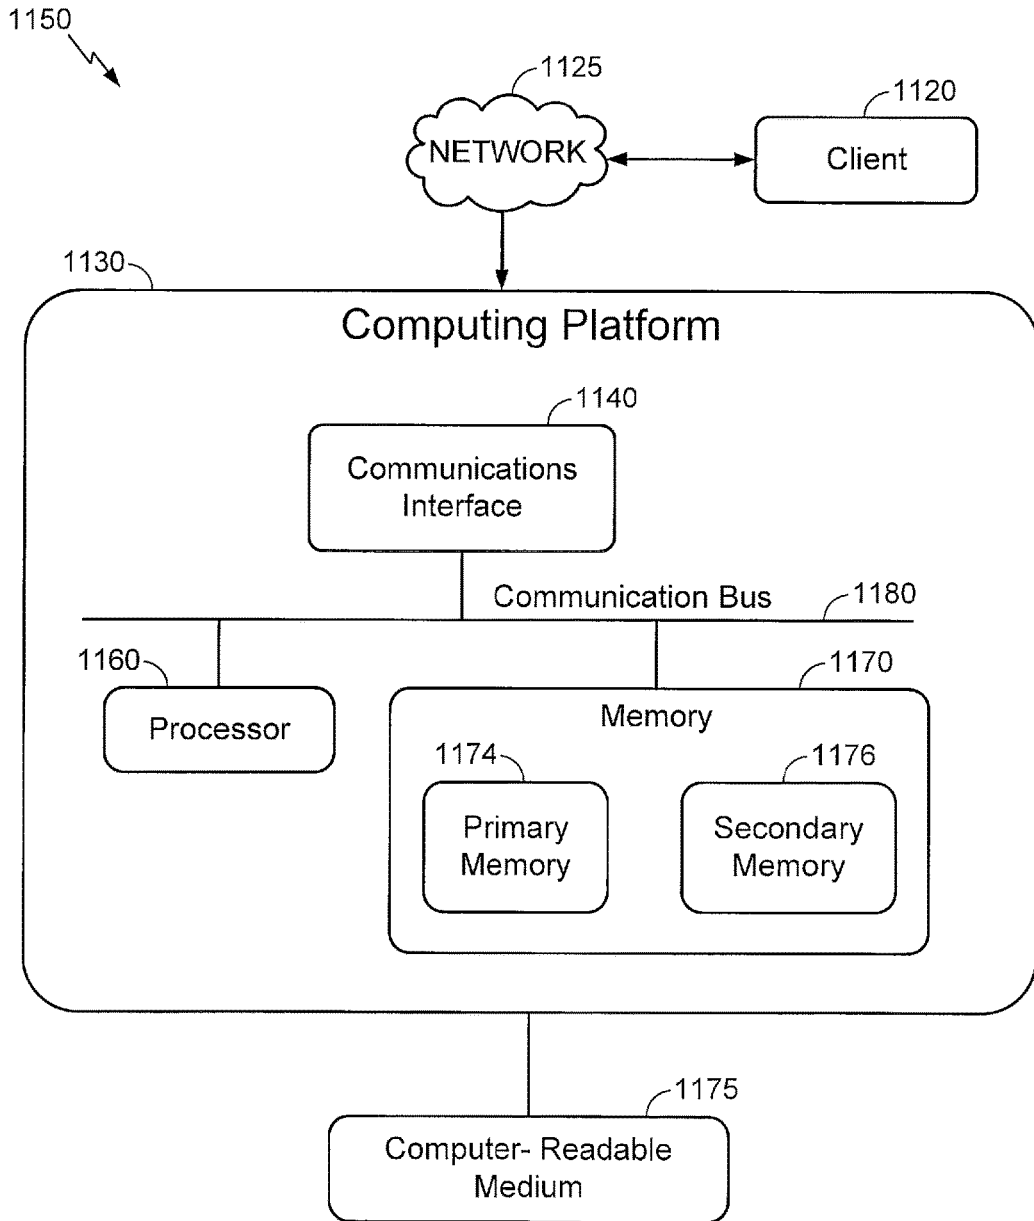 1150
1125
1120
NETWORK
Client
1130
Computing Platform
1140
Communications
Interface
Communication Bus
1180
1160
1170
Processor
Memory
1174
1176
Primary
Memory
Secondary
Memory
1175
Computer- Readable
Medium